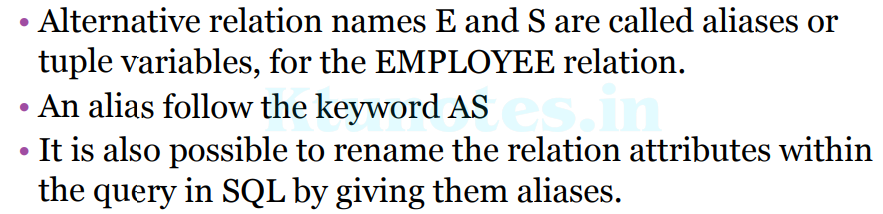 • Alternative relation names E and S are called aliases or
tuple variables, for the EMPLOYEE relation.
• An alias follow the keyword AS
• It is also possible to rename the relation attributes within
the query in SQL by giving them aliases.
Ktunotes.in